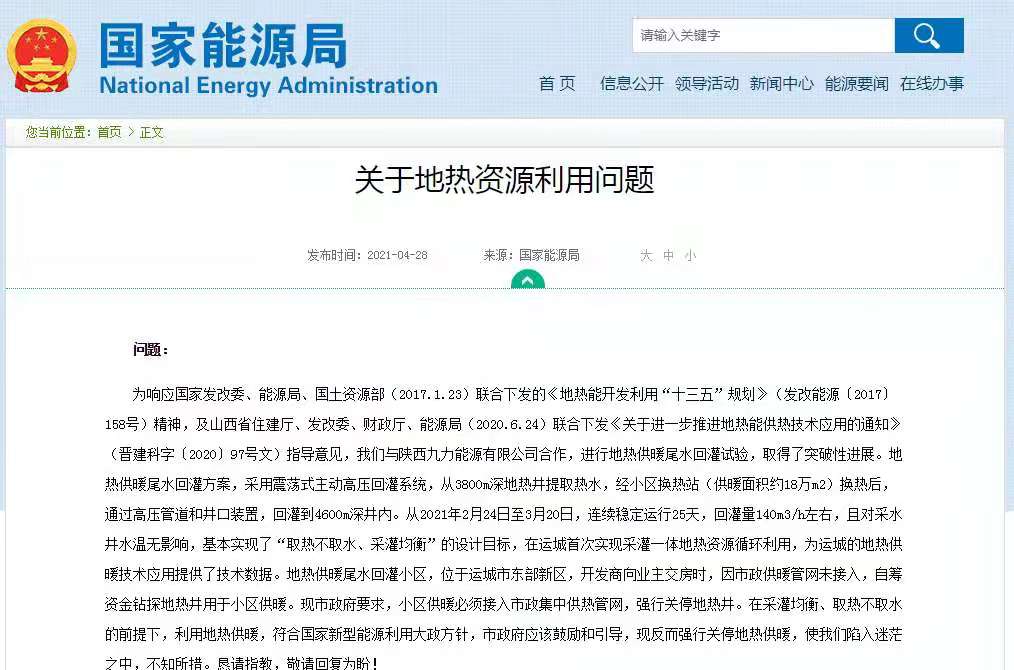 国家能源局
National Energy Administration
请输入关键字
首 页 信息公开 领导活动 新闻中心 能源要闻 在线办事
您当前位置：首页 > 正文
关于地热资源利用问题
发布时间：2021-04-28 来源：国家能源局 大 中 小
问题：
为响应国家发改委、能源局、国土资源部（2017.1.23）联合下发的《地热能开发利用“十三五”规划》（发改能源〔2017〕
158号）精神，及山西省住建厅、发改委、财政厅、能源局（2020.6.24）联合下发《关于进一步推进地热能供热技术应用的通知》
（晋建科字〔2020〕97号文）指导意见，我们与陕西九力能源有限公司合作，进行地热供暖尾水回灌试验，取得了突破性进展。地
热供暖尾水回灌方案，采用震荡式主动高压回灌系统，从3800m深地热井提取热水，经小区换热站（供暖面积约18万m2）换热后，
通过高压管道和井口装置，回灌到4600m深井内。从2021年2月24日至3月20日，连续稳定运行25天，回灌量140m3/h左右，且对采水
井水温无影响，基本实现了“取热不取水、采灌均衡”的设计目标，在运城首次实现采灌一体地热资源循环利用，为运城的地热供
暖技术应用提供了技术数据。地热供暖尾水回灌小区，位于运城市东部新区，开发商向业主交房时，因市政供暖管网未接入，自筹
资金钻探地热井用于小区供暖。现市政府要求，小区供暖必须接入市政集中供热管网，强行关停地热井。在采灌均衡、取热不取水
的前提下，利用地热供暖，符合国家新型能源利用大政方针，市政府应该鼓励和引导，现反而强行关停地热供暖，使我们陷入迷茫
之中，不知所措。恳请指教，敬请回复为盼！